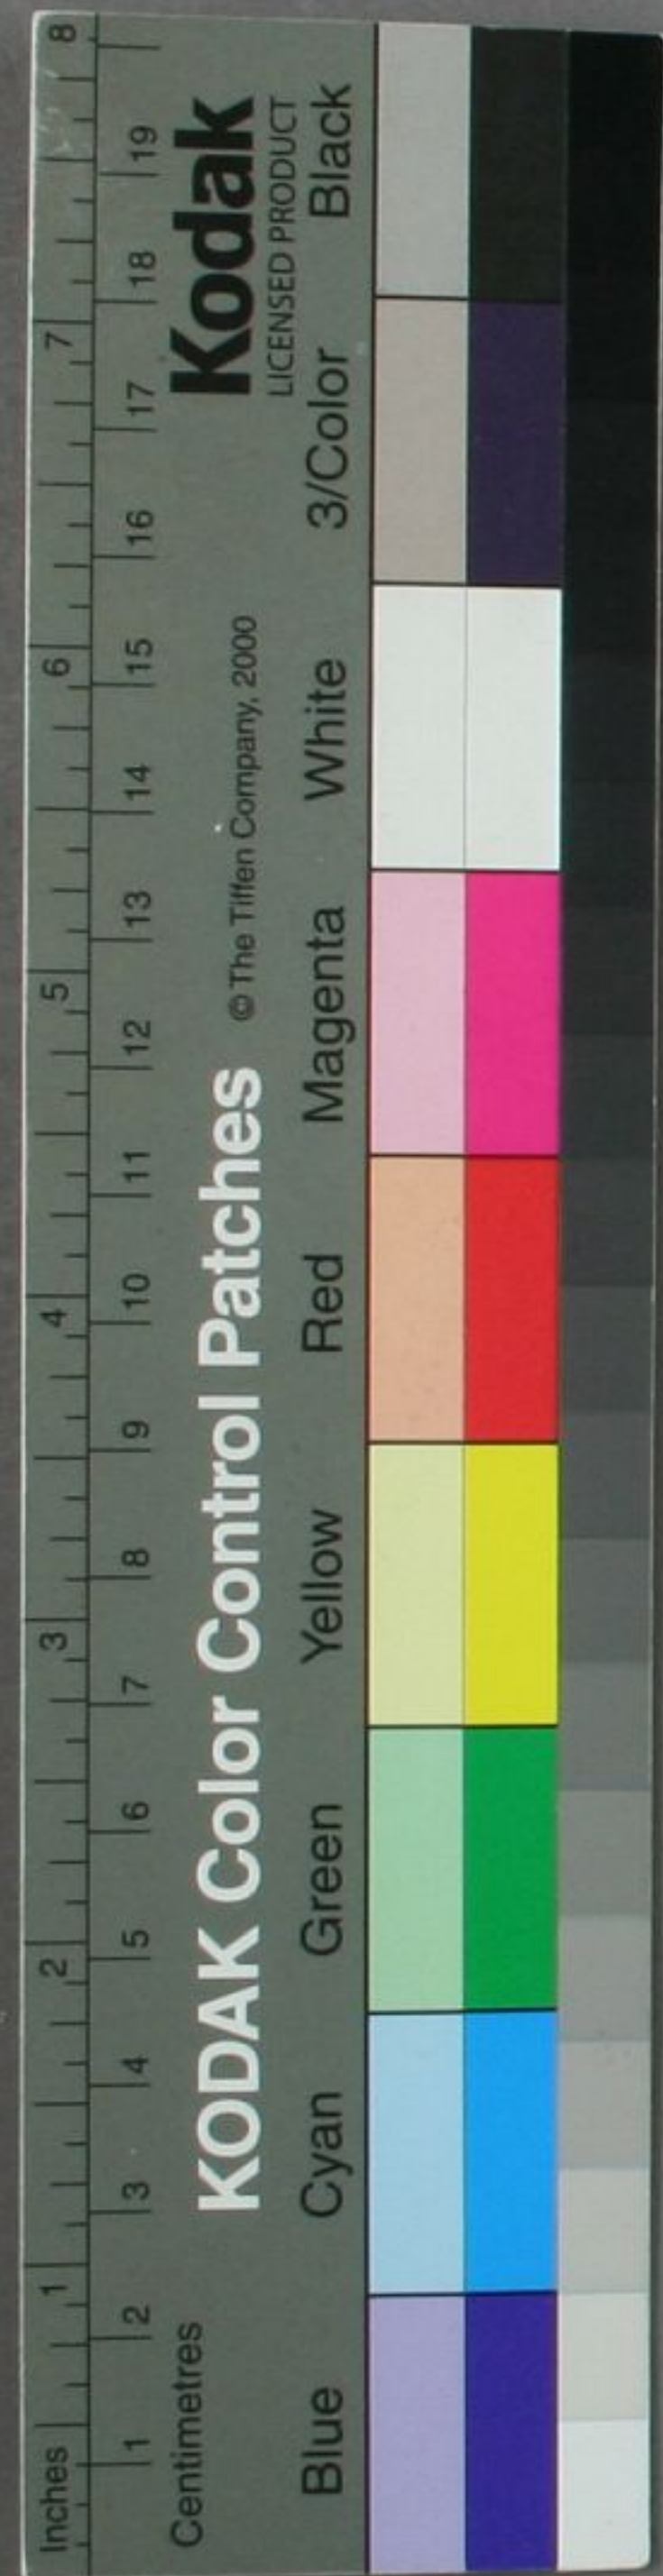 Inches 1 2 3 4 5 6 7 8
1 2 3 4 5 6 7 8 9 10 11 12 13 14 15 16 17 18 19
Centimetres
KODAK Color Control Patches © The Tiffen Company, 2000 Kodak
LICENSED PRODUCT
Blue Cyan Green Yellow Red Magenta White 3/Color Black